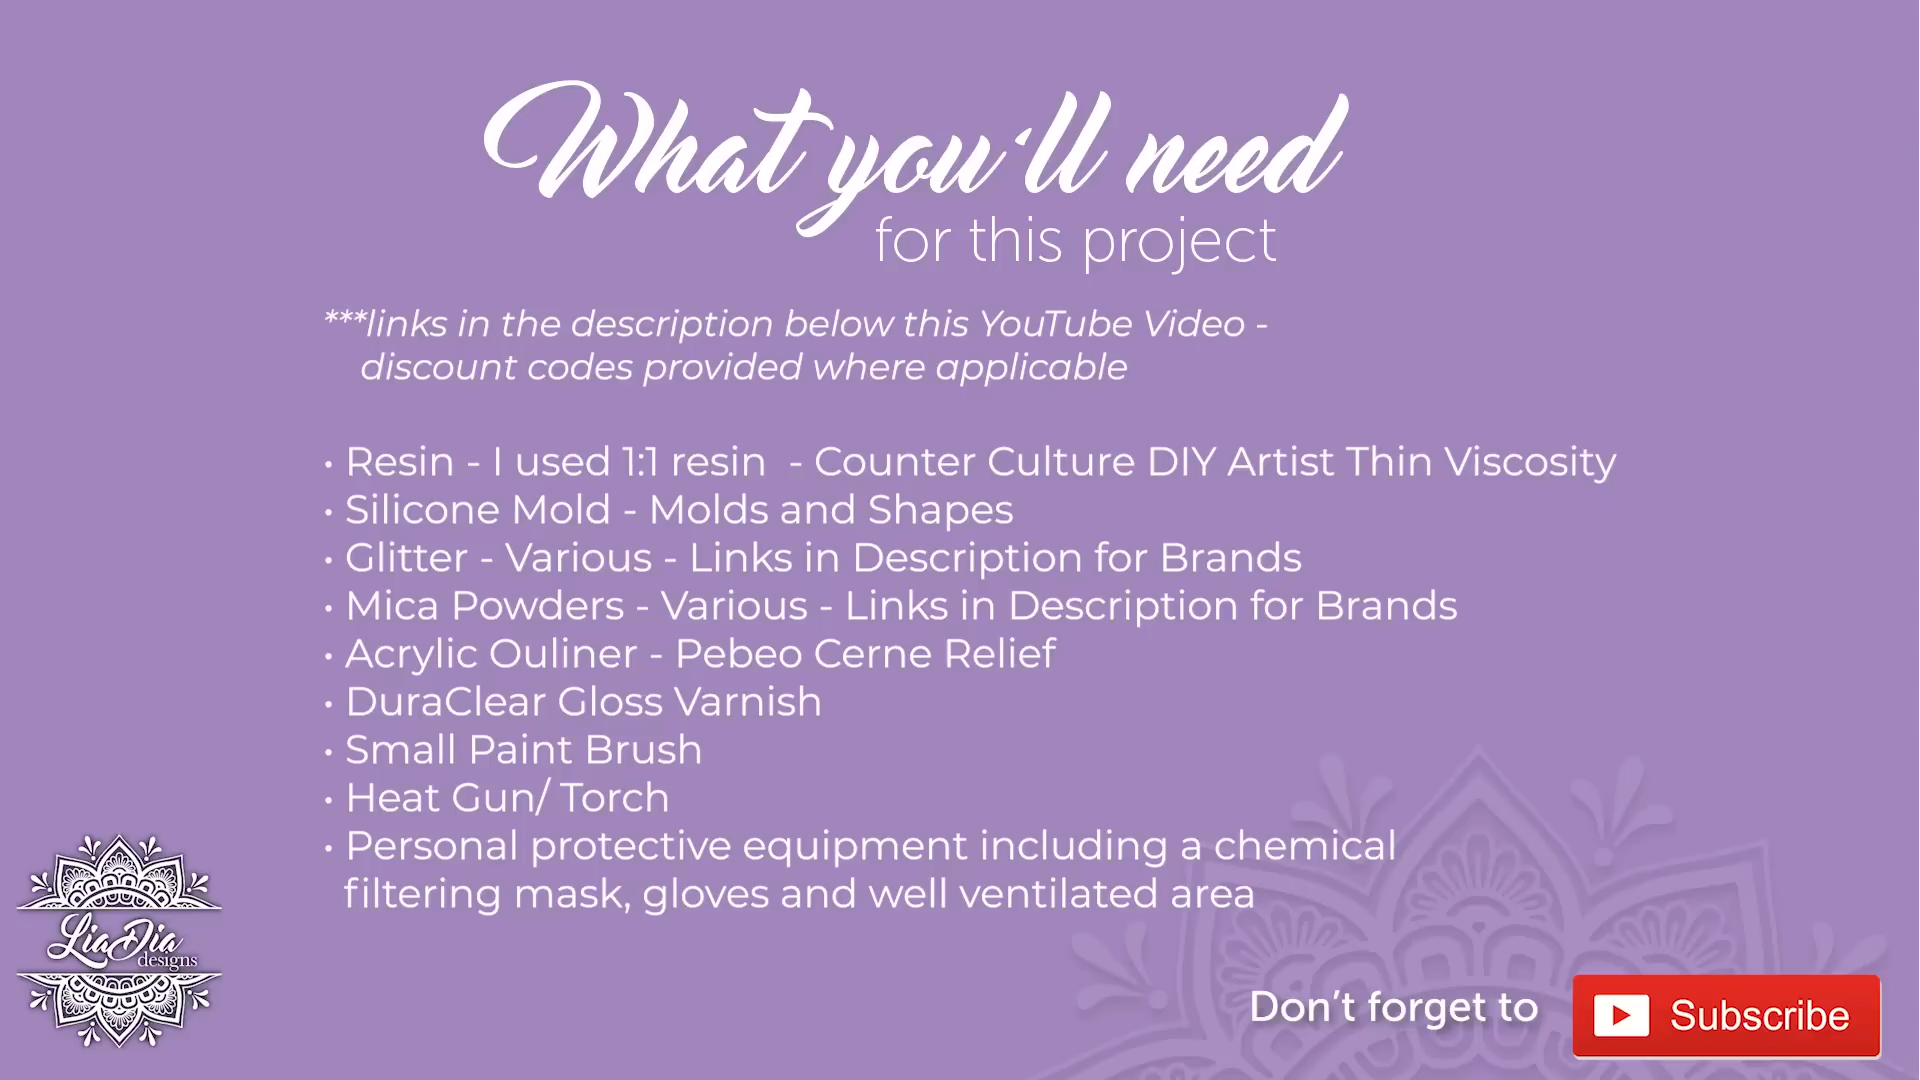 What you'll need
for this project
***links in the description below this YouTube Video -
discount codes provided where applicable
• Resin - I used 1:1 resin  - Counter Culture DIY Artist Thin Viscosity
• Silicone Mold - Molds and Shapes
• Glitter - Various - Links in Description for Brands
• Mica Powders - Various - Links in Description for Brands
• Acrylic Ouliner - Pebeo Cerne Relief
• DuraClear Gloss Varnish
• Small Paint Brush
• Heat Gun/ Torch
• Personal protective equipment including a chemical
filtering mask, gloves and well ventilated area
LiaDia
designs
Don't forget to
Subscribe